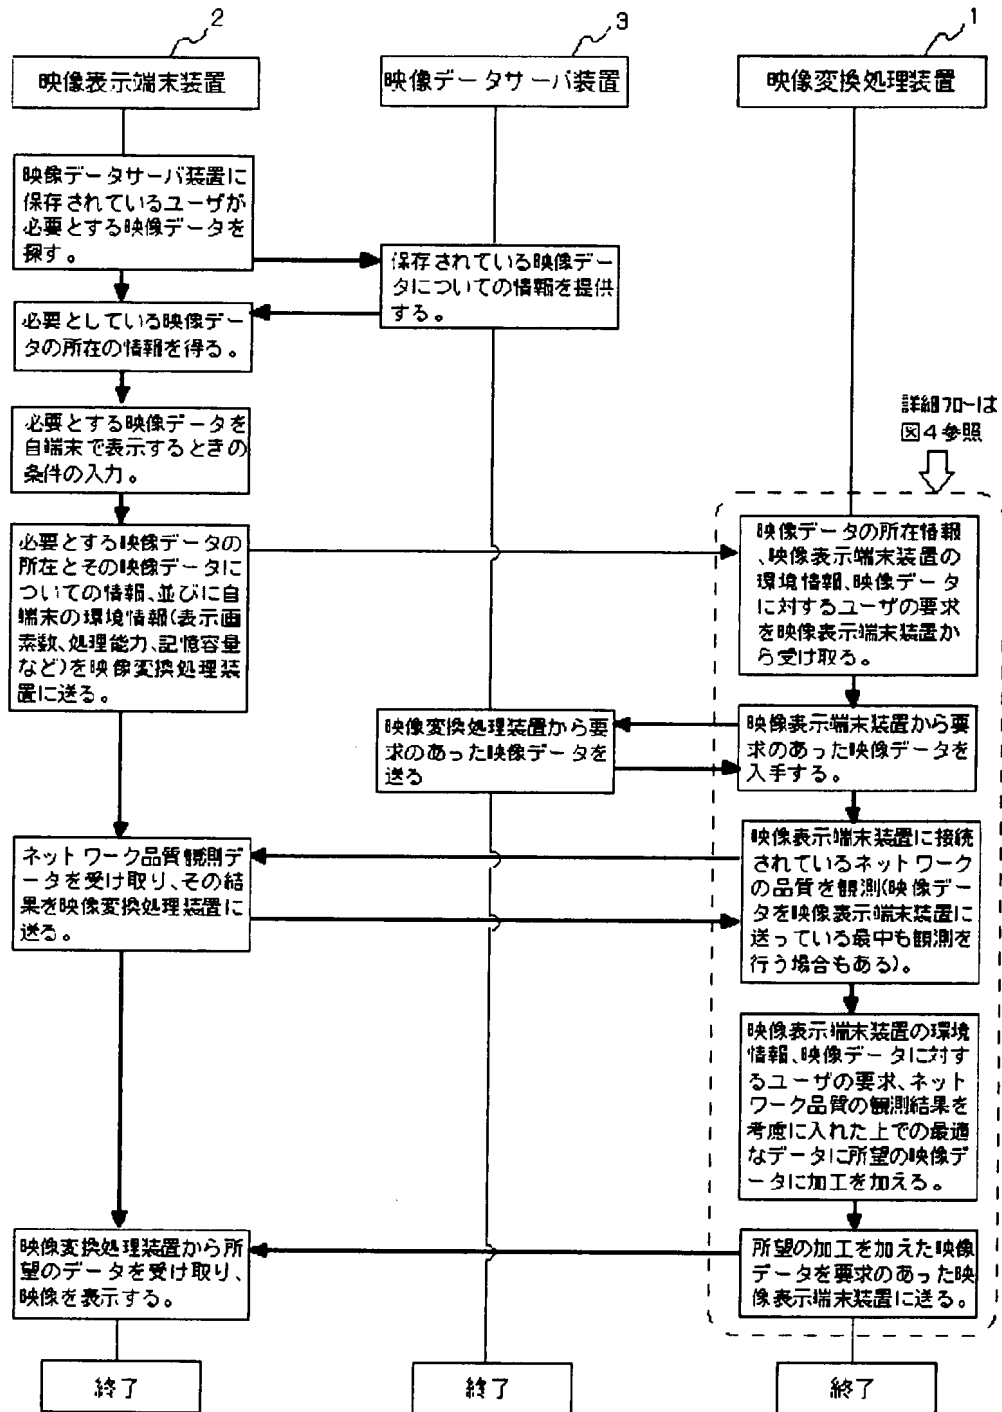 2
3
1
映像表示端末装置
映像データサーバ装置
映像変換処理装置
映像データサーバ装置に
保存されているユーザが
必要とする映像データを
探す。
保存されている映像デー
タについての情報を提供
する。
必要としている映像デー
タの所在の情報を得る。
必要とする映像データを
自端末で表示するときの
条件の入力。
詳細フローは
図4参照
必要とする映像データの
所在とその映像データに
ついての情報、並びに自
端末の環境情報(表示画
素数、処理能力、記憶容量
など)を映像変換処理装
置に送る。
映像データの所在情報
、映像表示端末装置の
環境情報、映像データ
に対するユーザの要求
を映像表示端末装置か
ら受け取る。
映像変換処理装置から要
求のあった映像データを
送る
映像表示端末装置から要
求のあった映像データを
入手する。
ネットワーク品質観測デ
ータを受け取り、その結
果を映像変換処理装置に
送る。
映像表示端末装置に接続
されているネットワーク
の品質を観測(映像デー
タを映像表示端末装置に
送っている最中も観測を
行う場合もある)。
映像表示端末装置の環境
情報、映像データに対す
るユーザの要求、ネット
ワーク品質の観測結果を
考慮に入れた上での最適
なデータに所望の映像デ
ータに加工を加える。
映像変換処理装置から所
望のデータを受け取り、
映像を表示する。
所望の加工を加えた映像
データを要求のあった映
像表示端末装置に送る。
終了
終了
終了